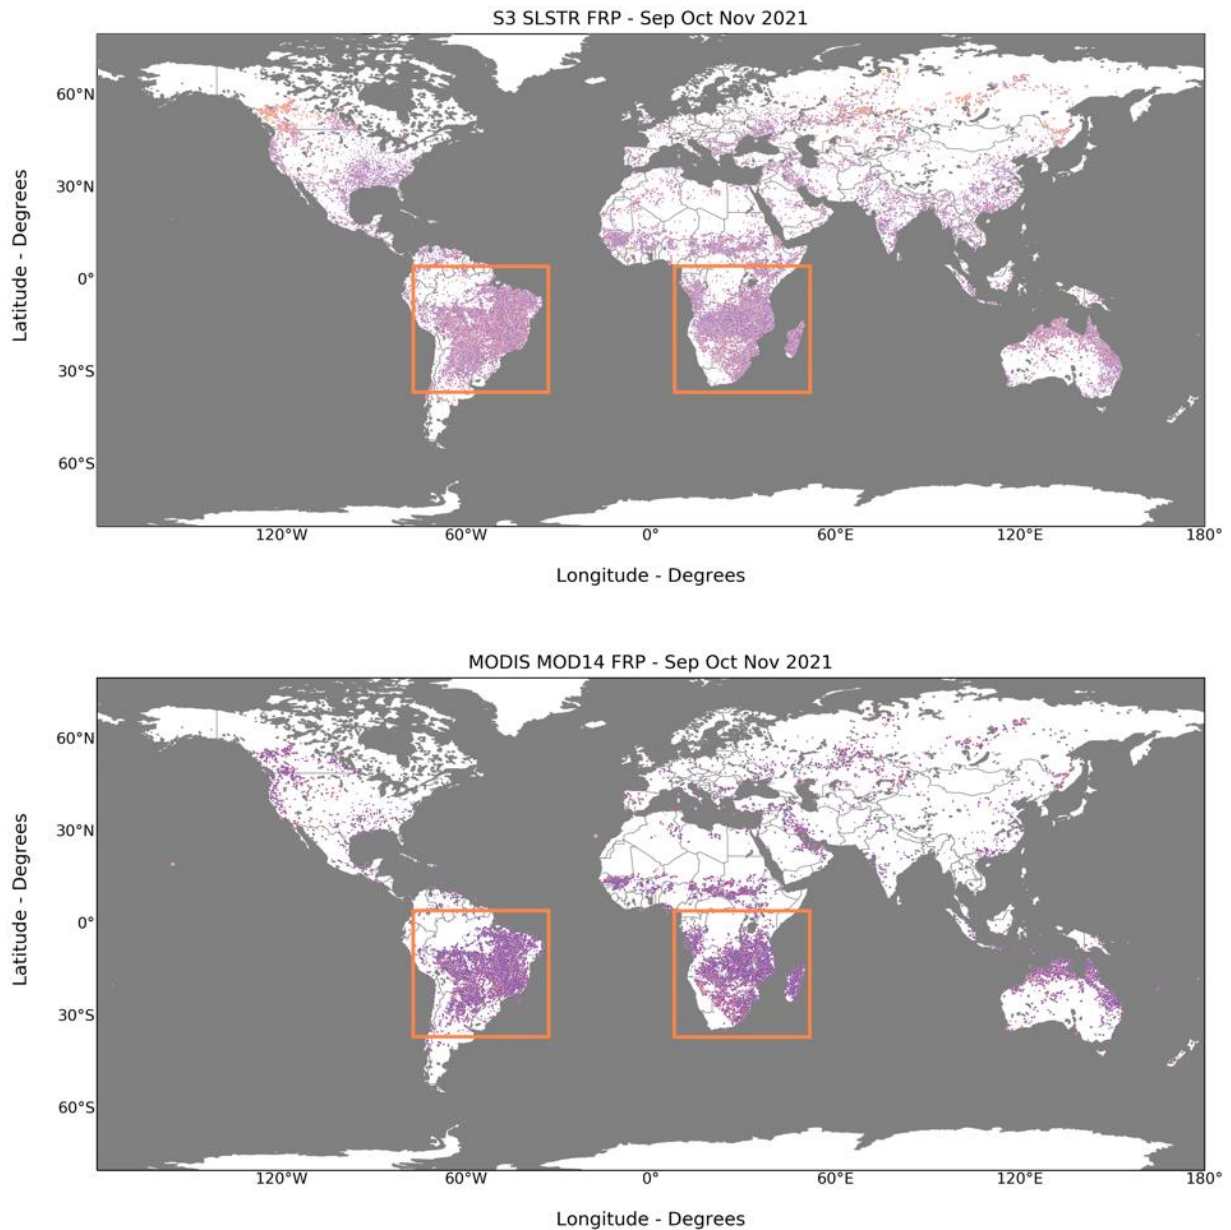 S3 SLSTR FRP - Sep Oct Nov 2021
60°N
30°N
0°
30°S
60°S
Latitude - Degrees
120°W 60°W 0° 60°E 120°E 180°
Longitude - Degrees
MODIS MOD14 FRP - Sep Oct Nov 2021
60°N
30°N
0°
30°S
60°S
Latitude - Degrees
120°W 60°W 0° 60°E 120°E 180°
Longitude - Degrees